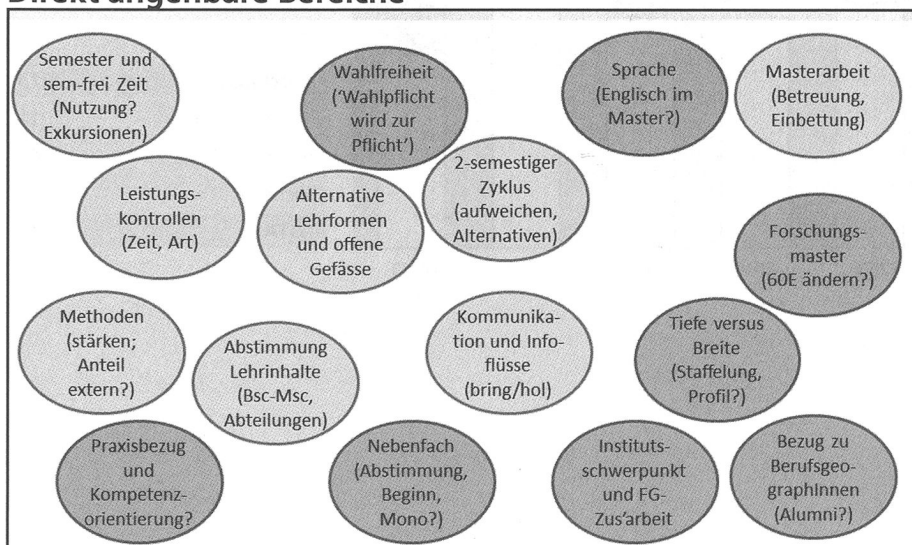 Direkt angehbare Bereiche
Semester und
sem-frei Zeit
(Nutzung?
Exkursionen)
Wahlfreiheit
('Wahlpflicht
wird zur
Pflicht')
Sprache
(Englisch im
Master?)
Masterarbeit
(Betreuung,
Einbettung)
Leistungs-
kontrollen
(Zeit, Art)
Alternative
Lehrformen
und offene
Gefässe
2-semestiger
Zyklus
(aufweichen,
Alternativen)
Forschungs-
master
(60E ändern?)
Methoden
(stärken;
Anteil
extern?)
Abstimmung
Lehrinhalte
(Bsc-Msc,
Abteilungen)
Kommunika-
tion und Info-
flüsse
(bring/hol)
Tiefe versus
Breite
(Staffelung,
Profil?)
Praxisbezug
und
Kompetenz-
orientierung?
Nebenfach
(Abstimmung,
Beginn,
Mono?)
Instituts-
schwerpunkt
und FG-
Zus'arbeit
Bezug zu
Berufsgeo-
graphInnen
(Alumni?)